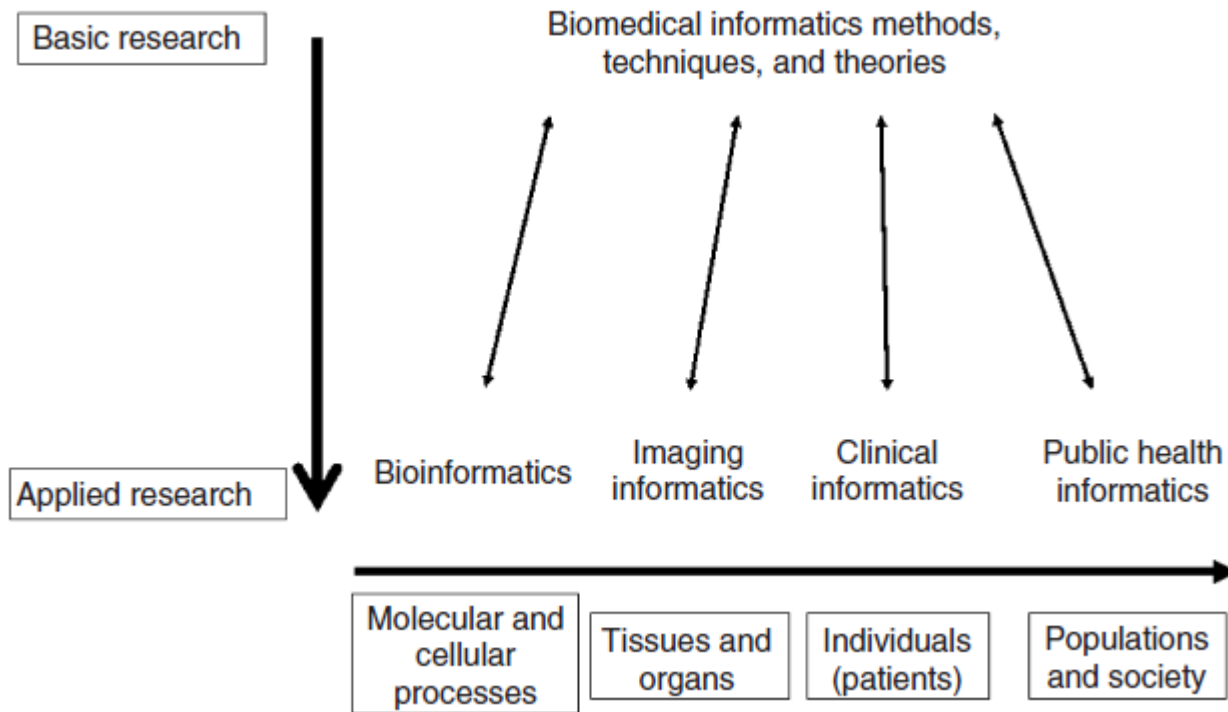 Basic research
Biomedical informatics methods,
techniques, and theories
Applied research
Bioinformatics
Imaging
informatics
Clinical
informatics
Public health
informatics
Molecular and
cellular
processes
Tissues and
organs
Individuals
(patients)
Populations
and society